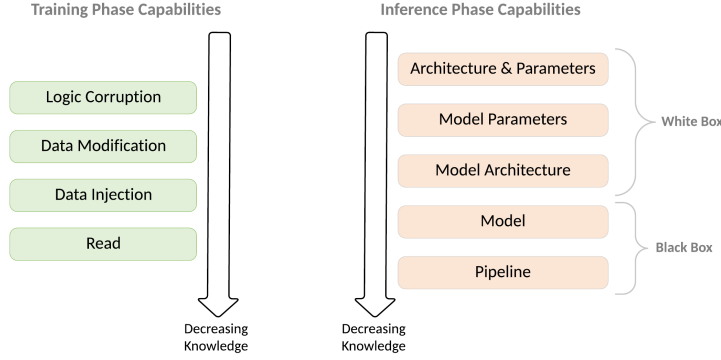 Training Phase Capabilities
Logic Corruption
Data Modification
Data Injection
Read
Decreasing
Knowledge
Inference Phase Capabilities
Architecture & Parameters
Model Parameters
Model Architecture
Model
Pipeline
White Box
Black Box
Decreasing
Knowledge